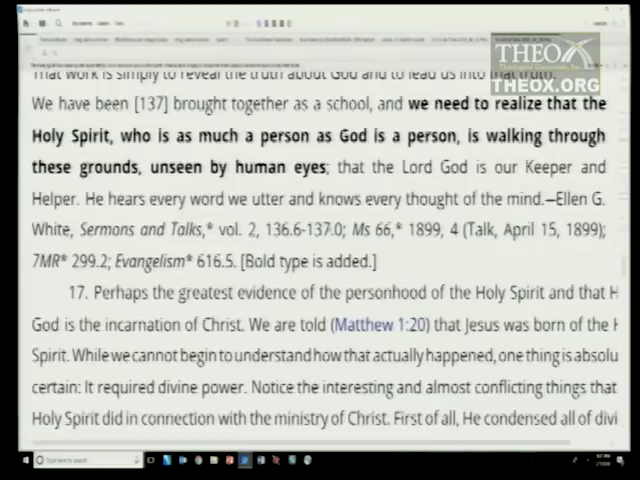 THEOX
THEOX.ORG
That work is simply to reveal the truth about God and to lead us into that truth.
We have been [137] brought together as a school, and we need to realize that the
Holy Spirit, who is as much a person as God is a person, is walking through
these grounds, unseen by human eyes; that the Lord God is our Keeper and
Helper. He hears every word we utter and knows every thought of the mind.—Ellen G.
White, Sermons and Talks,* vol. 2, 136.6-137.0; Ms 66,* 1899, 4 (Talk, April 15, 1899);
7MR* 299.2; Evangelism* 616.5. [Bold type is added.]
17. Perhaps the greatest evidence of the personhood of the Holy Spirit and that H
God is the incarnation of Christ. We are told (Matthew 1:20) that Jesus was born of the H
Spirit. While we cannot begin to understand how that actually happened, one thing is absolu
certain: It required divine power. Notice the interesting and almost conflicting things that
Holy Spirit did in connection with the ministry of Christ. First of all, He condensed all of divi